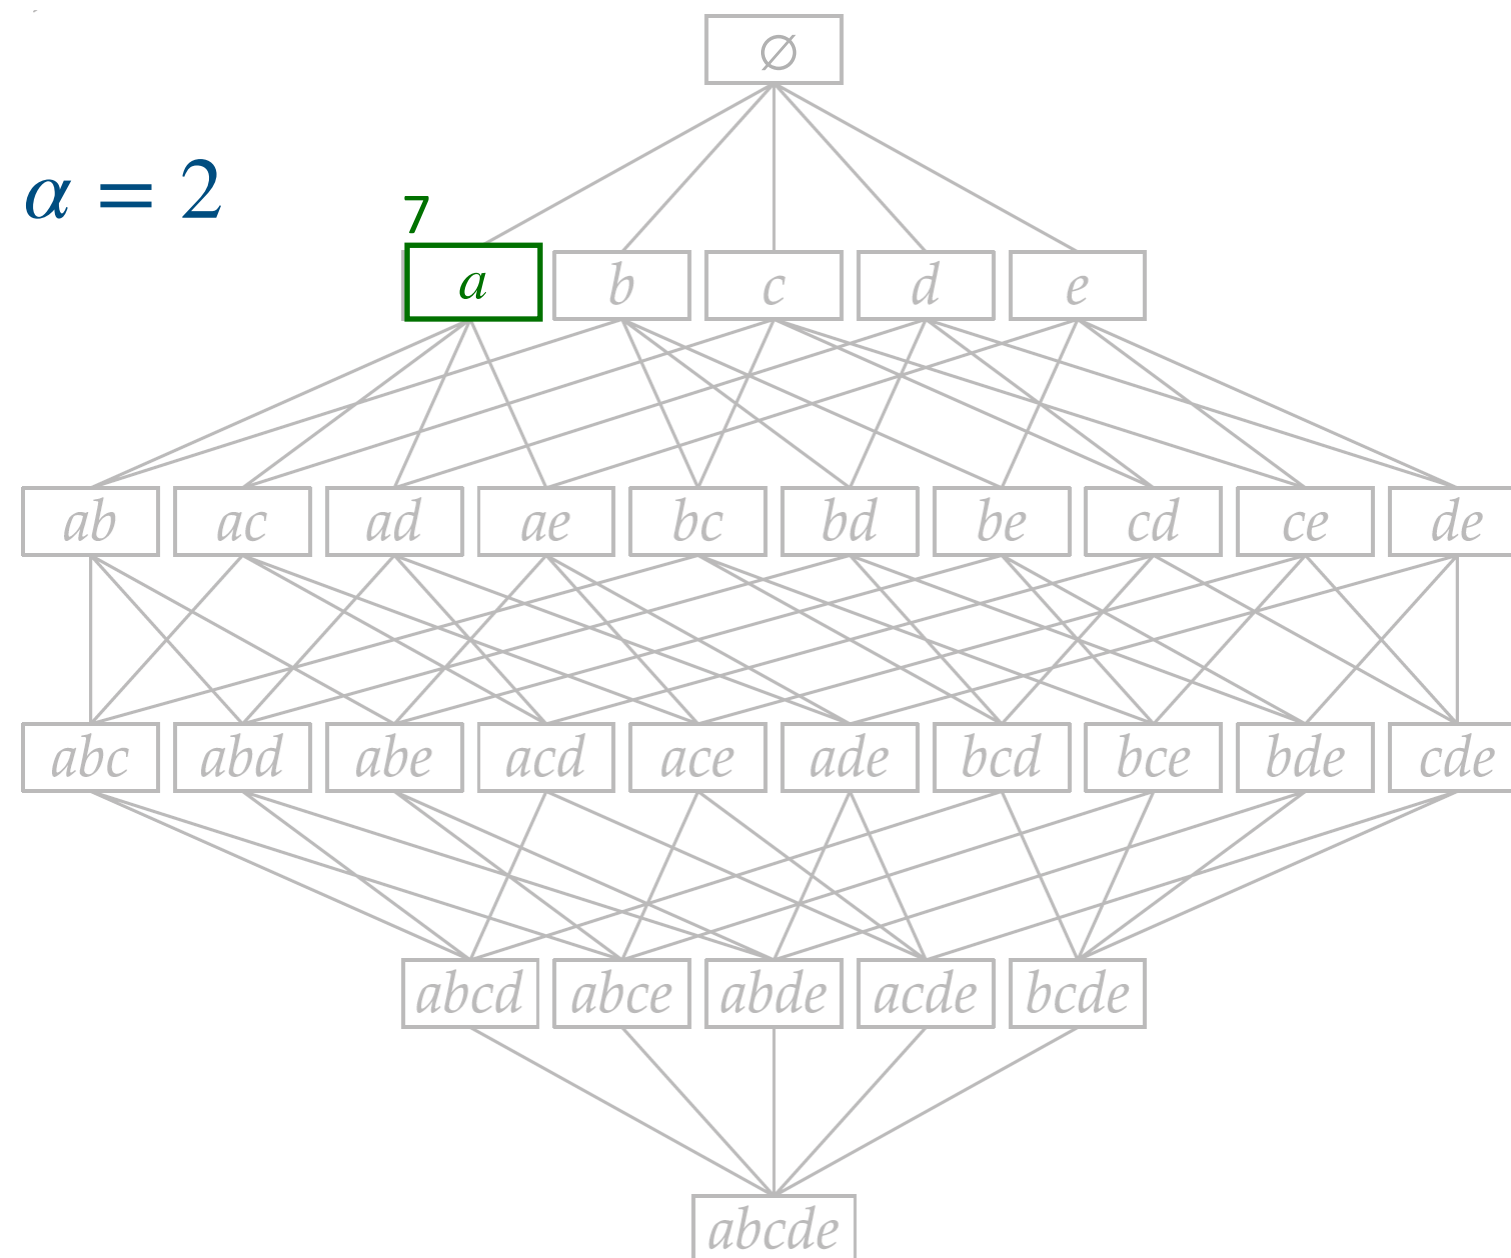 ∅
α = 2
7
a b c d e
ab ac ad ae bc bd be cd ce de
abc abd abe acd ace ade bcd bce bde cde
abcd abce abde acde bcde
abcde